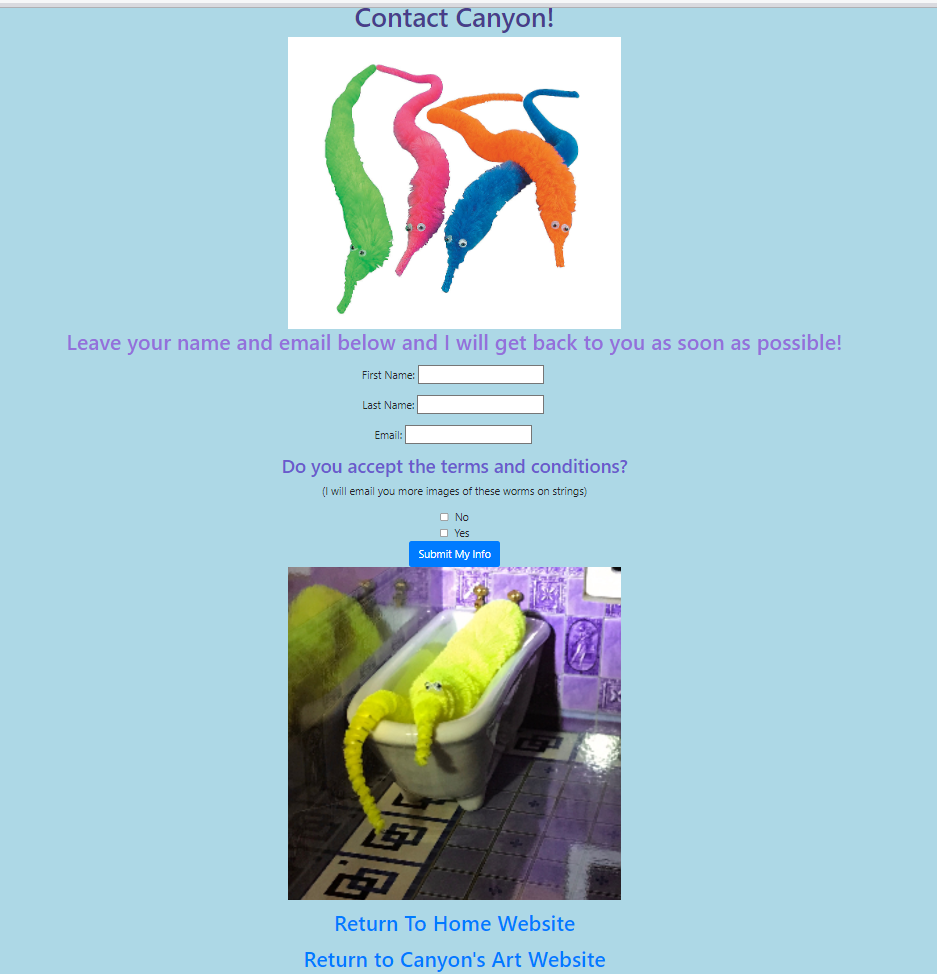 Contact Canyon!
Leave your name and email below and I will get back to you as soon as possible!
First Name:
Last Name:
Email:
Do you accept the terms and conditions?
(I will email you more images of these worms on strings)
No
Yes
Submit My Info
Return To Home Website
Return to Canyon's Art Website